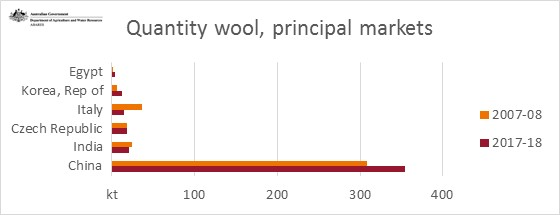 Australian Government
Department of Agriculture and Water Resources
ABARES
Quantity wool, principal markets
Egypt
Korea, Rep of
Italy
Czech Republic
India
China
kt 100 200 300 400
2007-08
2017-18